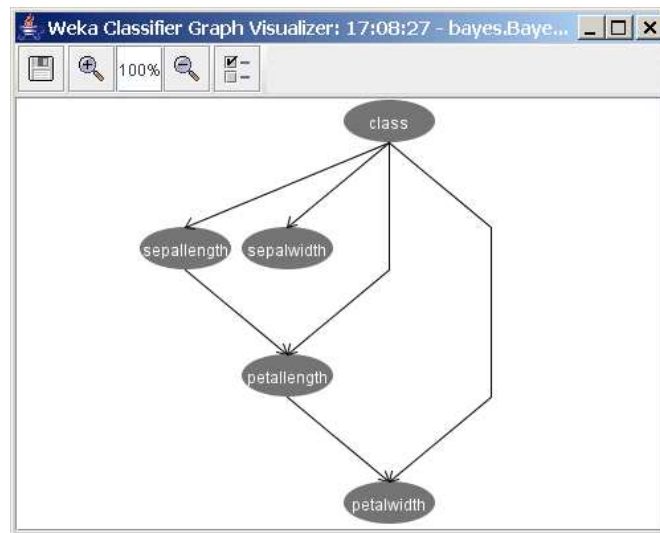 Weka Classifier Graph Visualizer: 17:08:27 - bayes.Baye...
100%
class
sepallength sepalwidth
petallength
petalwidth